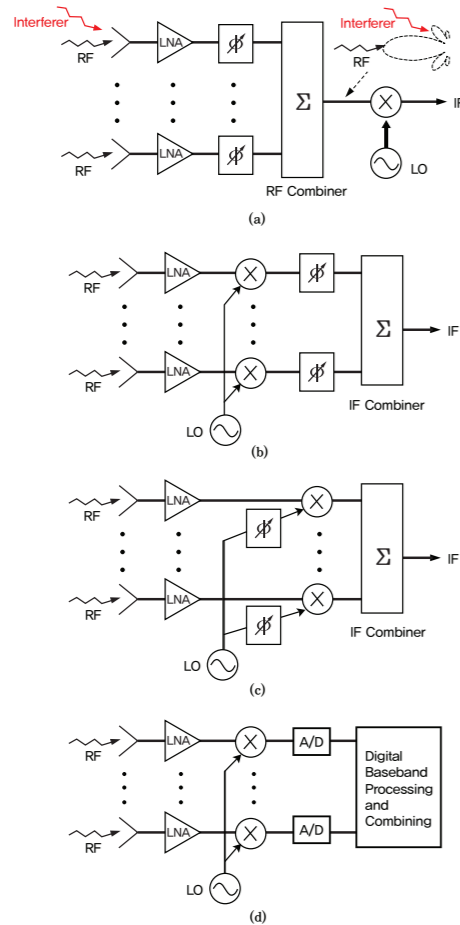 Interferer
Interferer
LNA
ϕ
RF
RF
Σ
IF
LNA
ϕ
RF
LO
RF Combiner
(a)
LNA
ϕ
RF
Σ
IF
LNA
ϕ
RF
IF Combiner
LO
(b)
LNA
RF
ϕ
Σ
IF
LNA
RF
ϕ
IF Combiner
LO
(c)
LNA
A/D
RF
Digital
Baseband
Processing
and
Combining
LNA
A/D
RF
LO
(d)